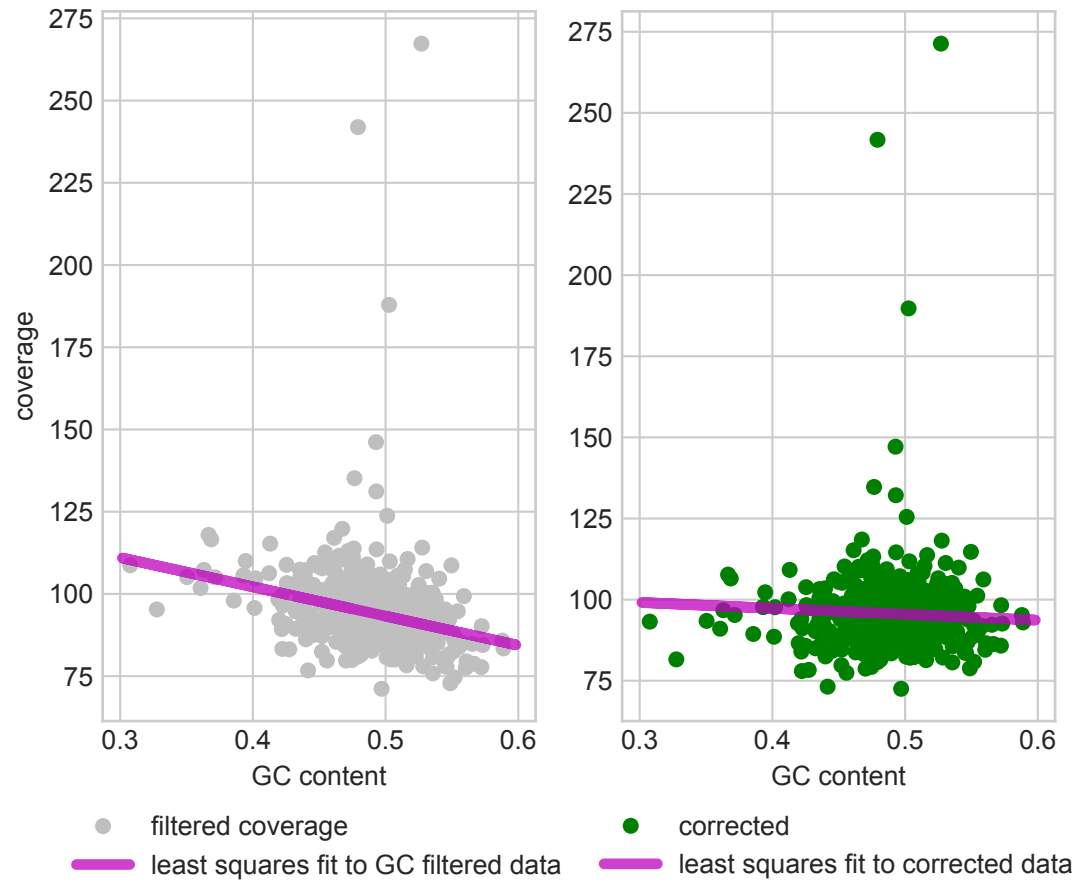 275
250
225
200
175
150
125
100
75
coverage
0.3 0.4 0.5 0.6
GC content
275
250
225
200
175
150
125
100
75
0.3 0.4 0.5 0.6
GC content
filtered coverage
least squares fit to GC filtered data
corrected
least squares fit to corrected data